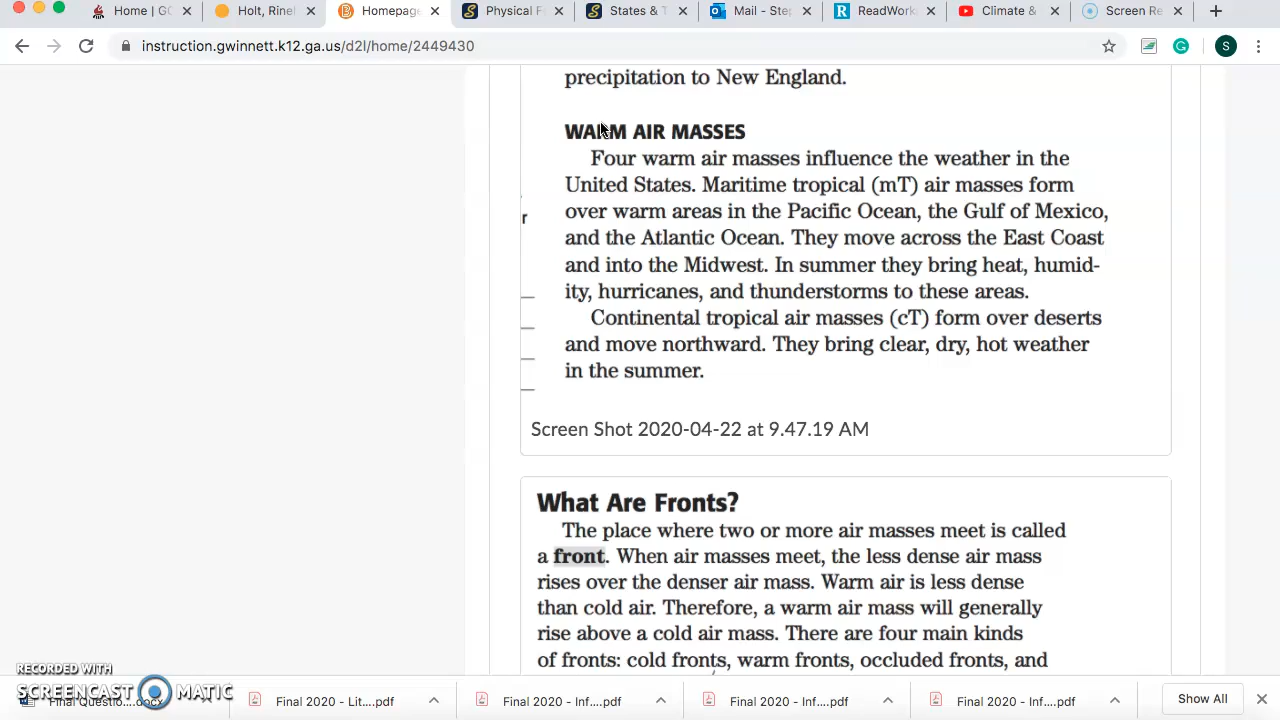 Home | GC
Holt, Rinel
Homepage
Physical F
States & T
Mail - Step
ReadWork
Climate &
Screen Re
instruction.gwinnett.k12.ga.us/d2l/home/2449430
S
precipitation to New England.
WARM AIR MASSES
Four warm air masses influence the weather in the
United States. Maritime tropical (mT) air masses form
over warm areas in the Pacific Ocean, the Gulf of Mexico,
and the Atlantic Ocean. They move across the East Coast
and into the Midwest. In summer they bring heat, humid-
ity, hurricanes, and thunderstorms to these areas.
Continental tropical air masses (cT) form over deserts
and move northward. They bring clear, dry, hot weather
in the summer.
r
Screen Shot 2020-04-22 at 9.47.19 AM
What Are Fronts?
The place where two or more air masses meet is called
a front. When air masses meet, the less dense air mass
rises over the denser air mass. Warm air is less dense
than cold air. Therefore, a warm air mass will generally
rise above a cold air mass. There are four main kinds
of fronts: cold fronts, warm fronts, occluded fronts, and
RECORDED WITH
SCREENCAST MATIC
Final Questio....docx
Final 2020 - Lit....pdf
Final 2020 - Inf....pdf
Final 2020 - Inf....pdf
Final 2020 - Inf....pdf
Show All